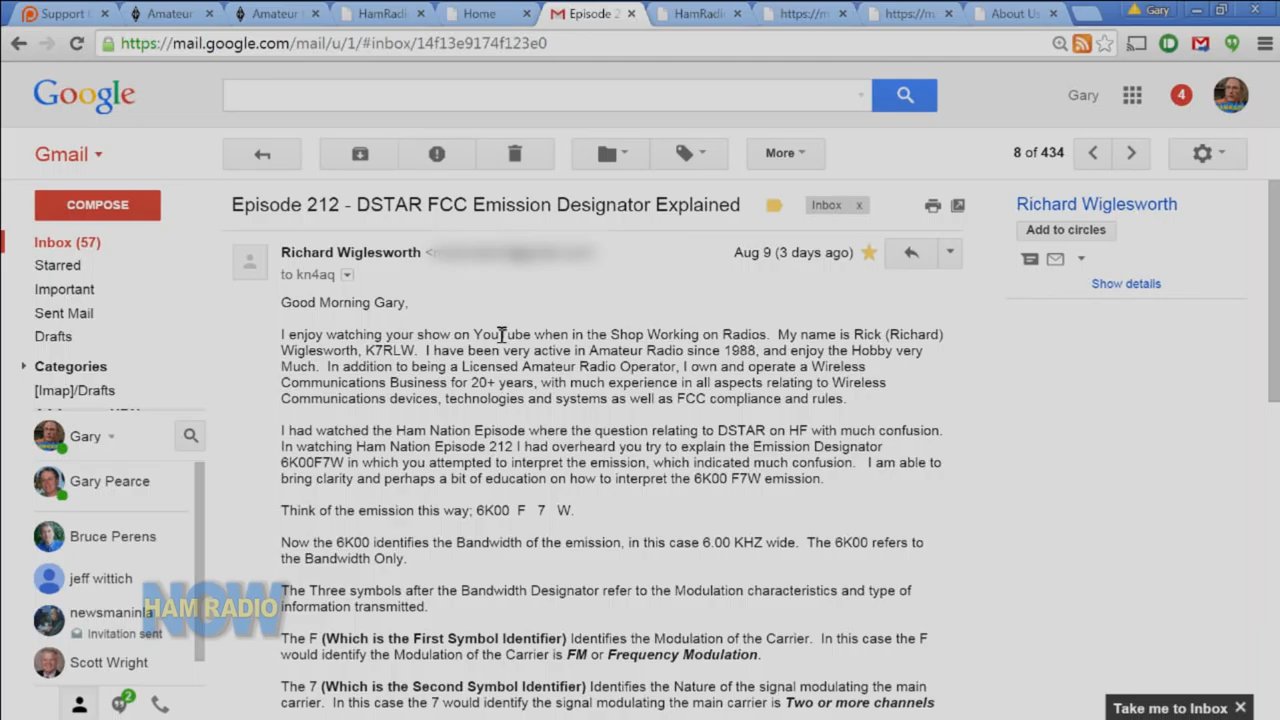 Support
Amateur
Amateur
HamRadi
Home
Episode 2
HamRadi
https://m
https://m
About Us
Gary
https://mail.google.com/mail/u/1/#inbox/14f13e9174f123e0
Google
Gary
4
Gmail
More
8 of 434
COMPOSE
Episode 212 - DSTAR FCC Emission Designator Explained
Inbox x
Richard Wiglesworth
Add to circles
Show details
Inbox (57)
Starred
Important
Sent Mail
Drafts
Categories
[Imap]/Drafts
Gary
Gary Pearce
Bruce Perens
jeff wittich
newsmaninla
Invitation sent
Scott Wright
2
Richard Wiglesworth <
Aug 9 (3 days ago)
to kn4aq
Good Morning Gary,
I enjoy watching your show on YouTube when in the Shop Working on Radios. My name is Rick (Richard)
Wiglesworth, K7RLW. I have been very active in Amateur Radio since 1988, and enjoy the Hobby very
Much. In addition to being a Licensed Amateur Radio Operator, I own and operate a Wireless
Communications Business for 20+ years, with much experience in all aspects relating to Wireless
Communications devices, technologies and systems as well as FCC compliance and rules.
I had watched the Ham Nation Episode where the question relating to DSTAR on HF with much confusion.
In watching Ham Nation Episode 212 I had overheard you try to explain the Emission Designator
6K00F7W in which you attempted to interpret the emission, which indicated much confusion. I am able to
bring clarity and perhaps a bit of education on how to interpret the 6K00 F7W emission.
Think of the emission this way; 6K00 F 7 W.
Now the 6K00 identifies the Bandwidth of the emission, in this case 6.00 KHZ wide. The 6K00 refers to
the Bandwidth Only.
The Three symbols after the Bandwidth Designator refer to the Modulation characteristics and type of
information transmitted.
The F (Which is the First Symbol Identifier) Identifies the Modulation of the Carrier. In this case the F
would identify the Modulation of the Carrier is FM or Frequency Modulation.
The 7 (Which is the Second Symbol Identifier) Identifies the Nature of the signal modulating the main
carrier. In this case the 7 would identify the signal modulating the main carrier is Two or more channels
HAM RADIO
NOW
Take me to Inbox